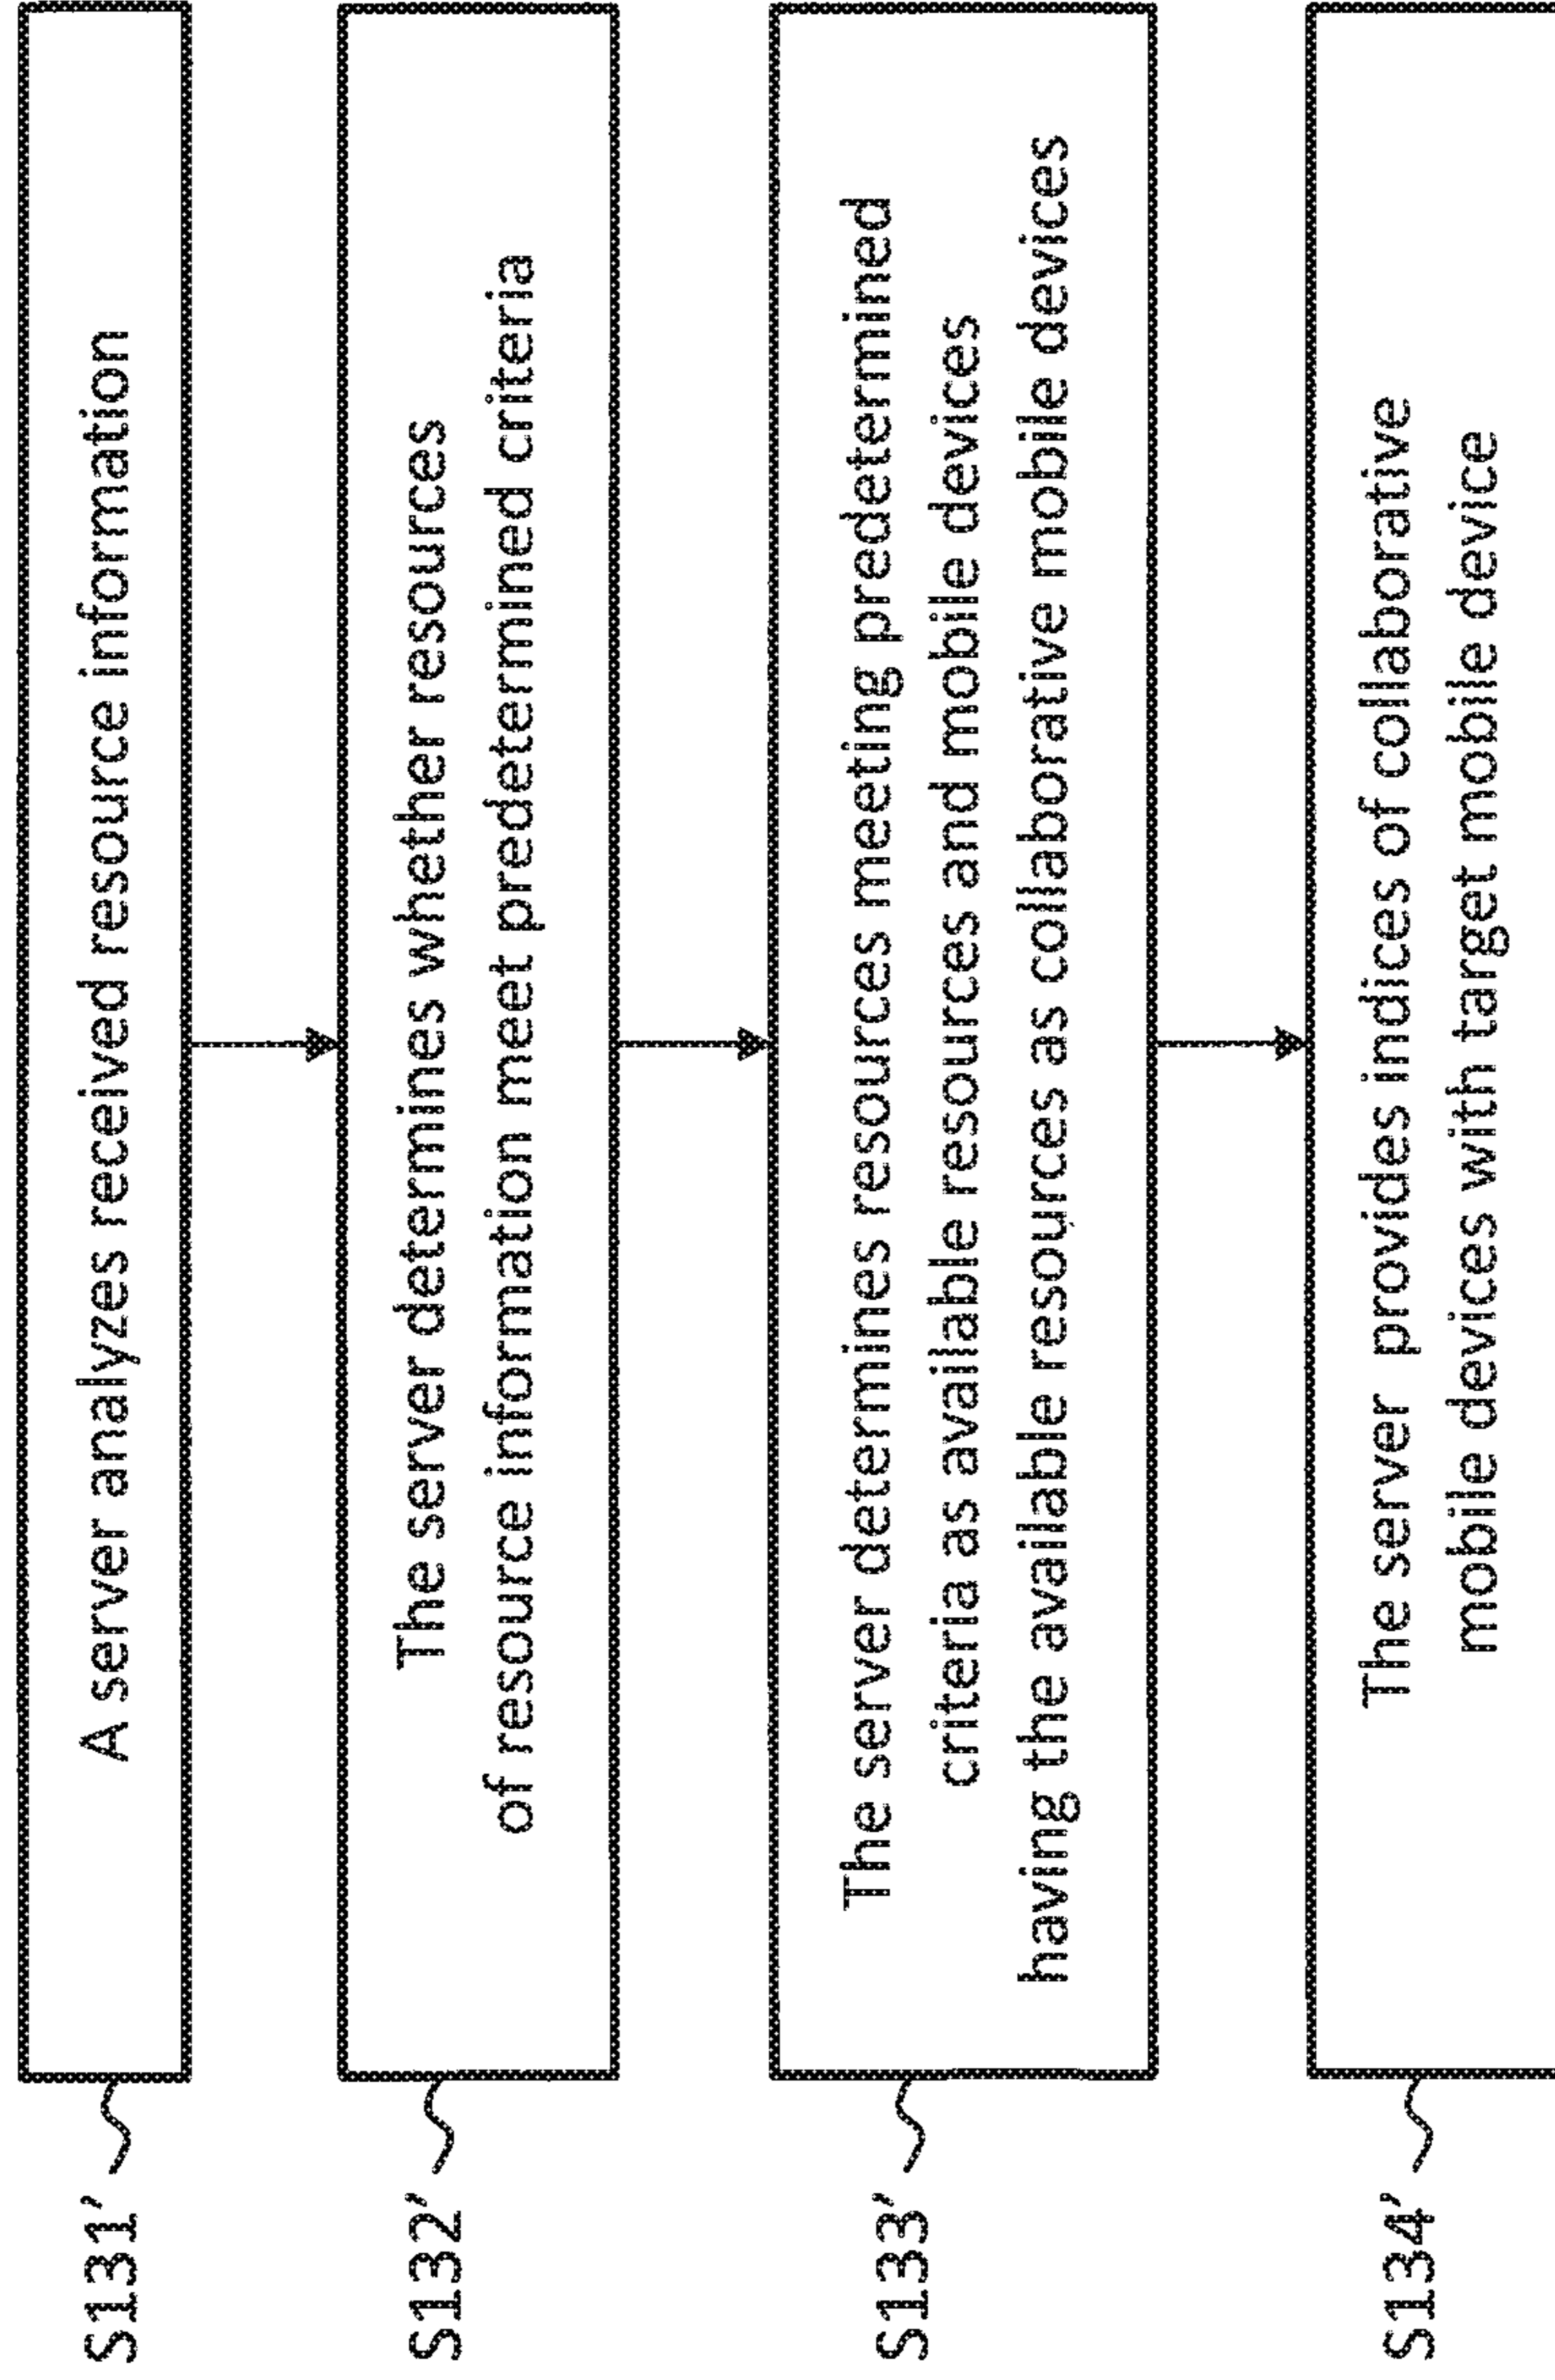 S131′
A server analyzes received resource information
S132′
The server determines whether resources
of resource information meet predetermined criteria
S133′
The server determines resources meeting predetermined
criteria as available resources and mobile devices
having the available resources as collaborative mobile devices
S134′
The server provides indices of collaborative
mobile devices with target mobile device